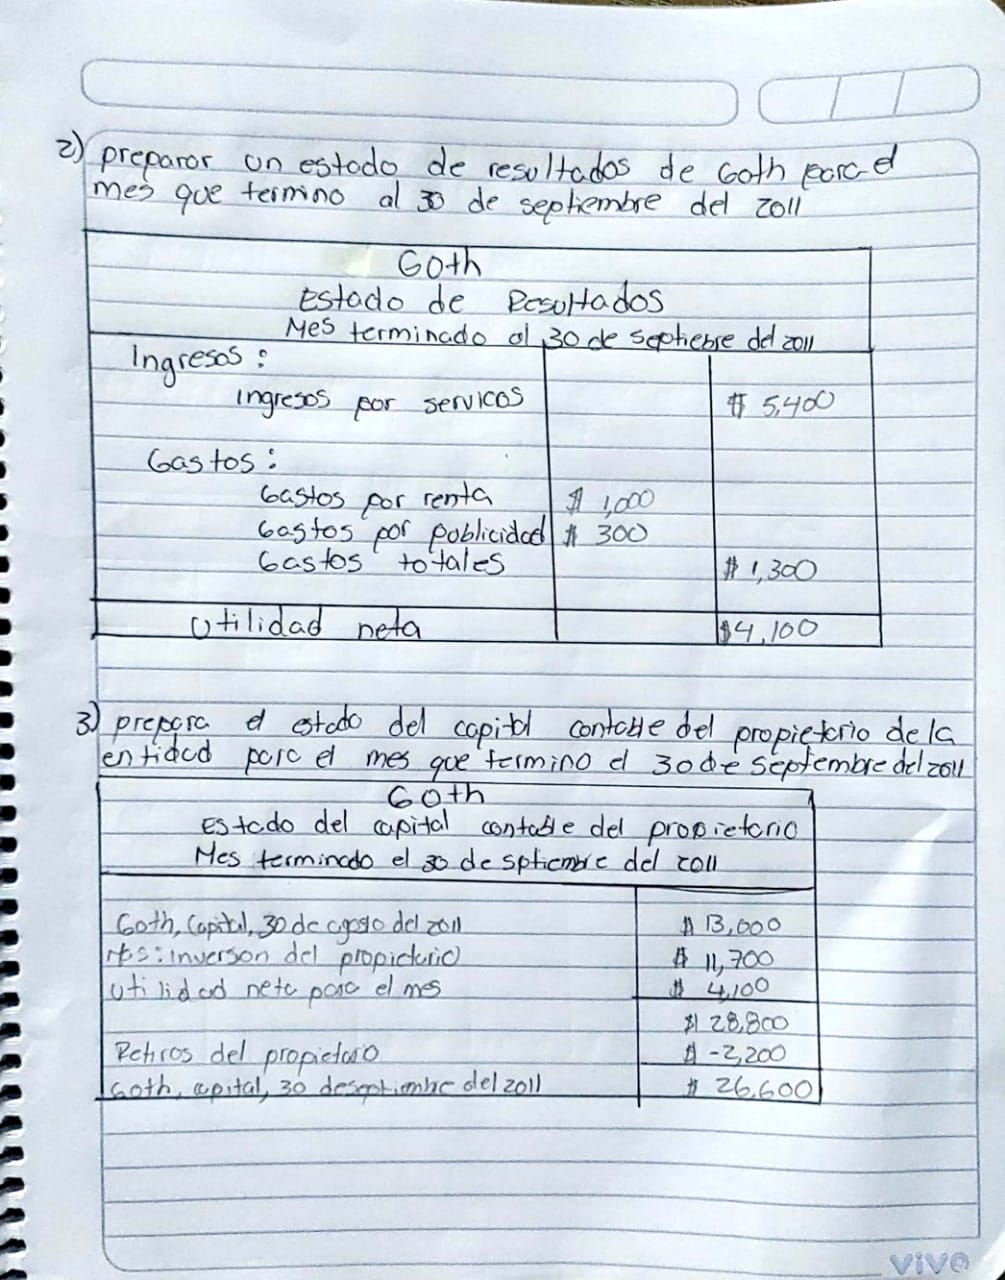 2) preparar un estado de resultados de Goth para el
mes que termino al 30 de septiembre del 2011
Goth
Estado de Resultados
Mes terminado al 30 de septiebre del 2011
Ingresos:
ingresos por servicos $ 5,400
Gastos:
Gastos por renta $ 1,000
Gastos por publicidad $ 300
Gastos totales $ 1,300
Utilidad neta $4,100
3) prepara el estado del capital contable del propietario de la
entidad para el mes que termino el 30 de septembre del 2011
Goth
Estado del capital contable del propietario
Mes terminado el 30 de sptiembre del 2011
Goth, Capital, 30 de agosto del 2011 $ 13,000
mas: inverson del propietario $ 11,700
utilidad neta para el mes $ 4,100
$ 28,800
Retiros del propietario $ -2,200
Goth, capital, 30 de septiembre del 2011 $ 26,600
vivo